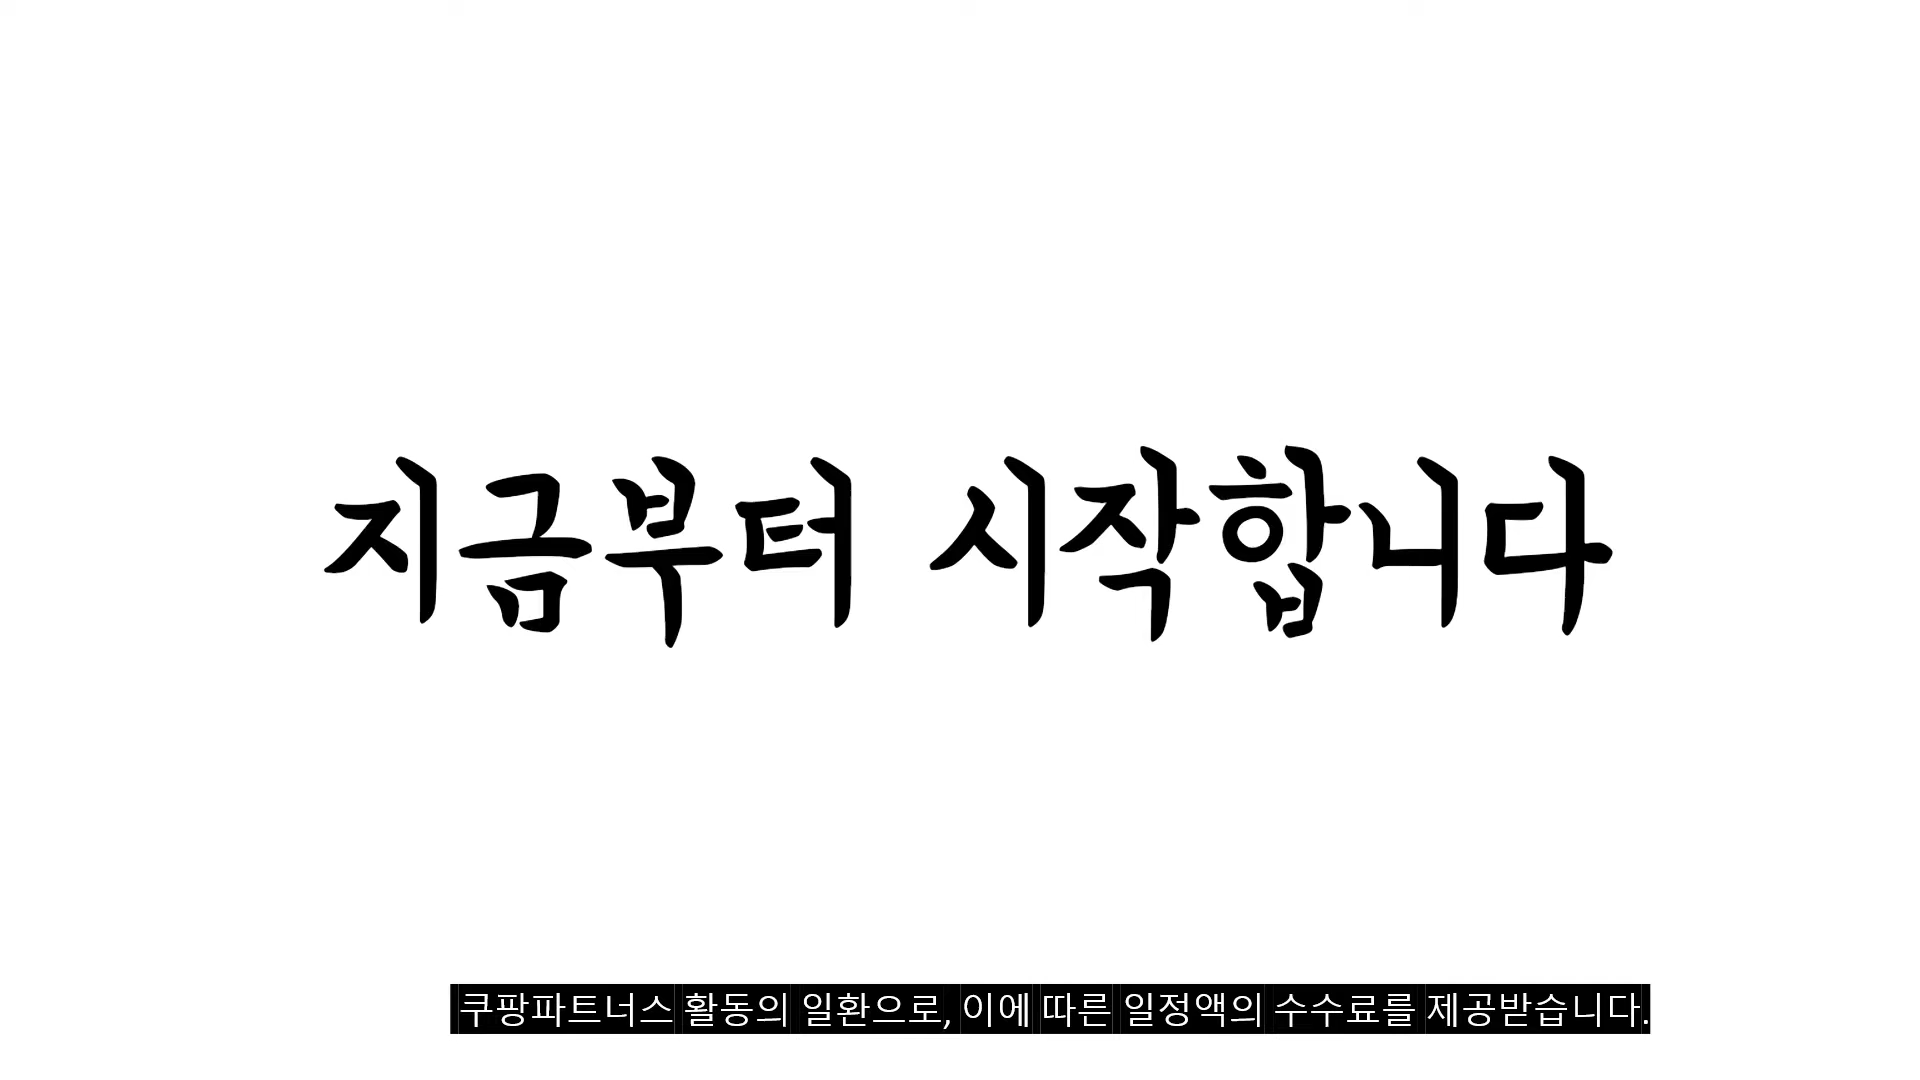 지금부터 시작합니다
쿠팡파트너스 활동의 일환으로, 이에 따른 일정액의 수수료를 제공받습니다.